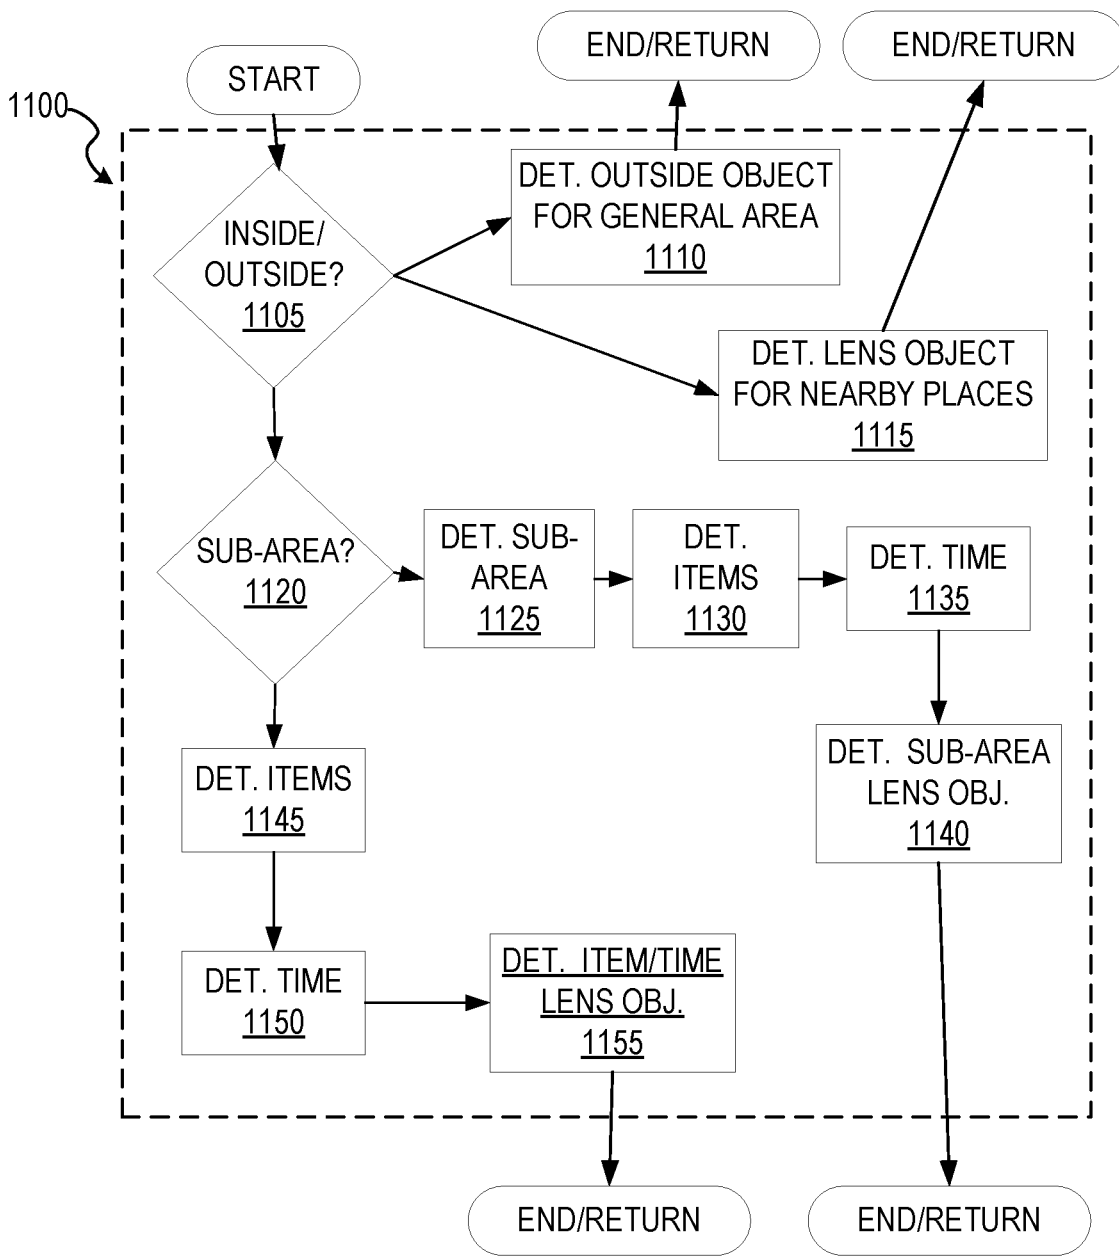 END/RETURN
END/RETURN
START
1100
DET. OUTSIDE OBJECT
FOR GENERAL AREA
1110
INSIDE/
OUTSIDE?
1105
DET. LENS OBJECT
FOR NEARBY PLACES
1115
SUB-AREA?
1120
DET. SUB-
AREA
1125
DET.
ITEMS
1130
DET. TIME
1135
DET. SUB-AREA
LENS OBJ.
1140
DET. ITEMS
1145
DET. TIME
1150
DET. ITEM/TIME
LENS OBJ.
1155
END/RETURN
END/RETURN